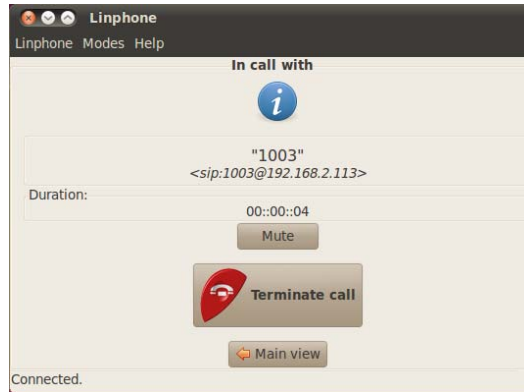 Linphone
Linphone Modes Help
In call with
i
"1003"
<sip:1003@192.168.2.113>
Duration:
00::00::04
Mute
Terminate call
Main view
Connected.